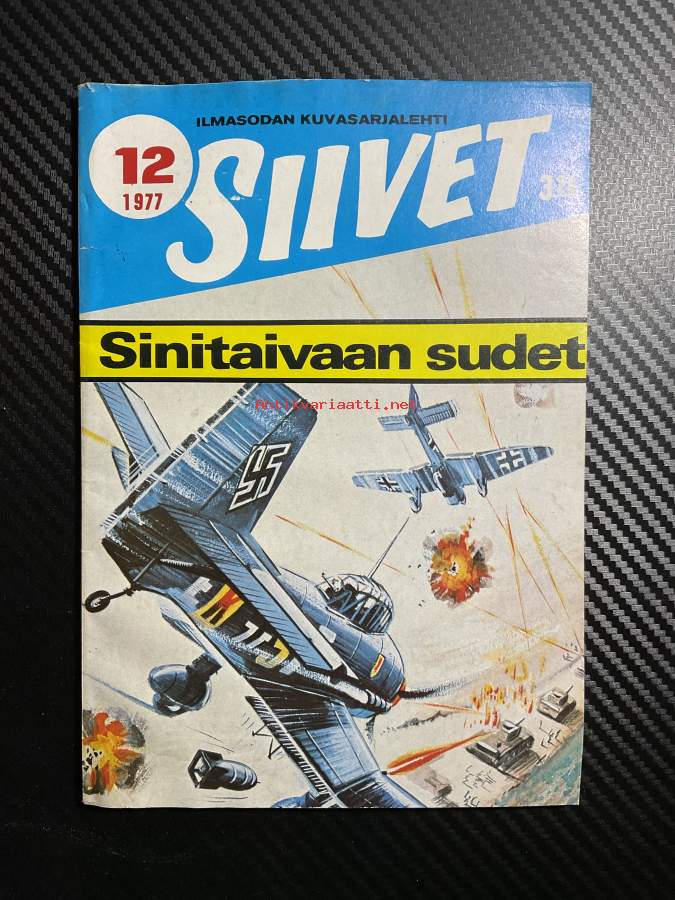 ILMASODAN KUVASARJALEHTI
12
1977
SIIVET
Sinitaivaan sudet
Antikvariaatti.net